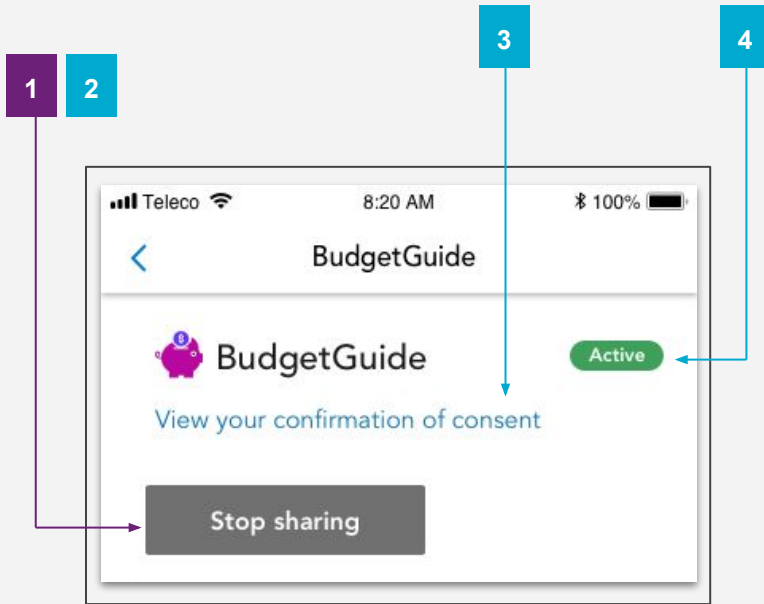 3
4
1
2
Teleco
8:20 AM
100%
BudgetGuide
$
BudgetGuide
Active
View your confirmation of consent
Stop sharing